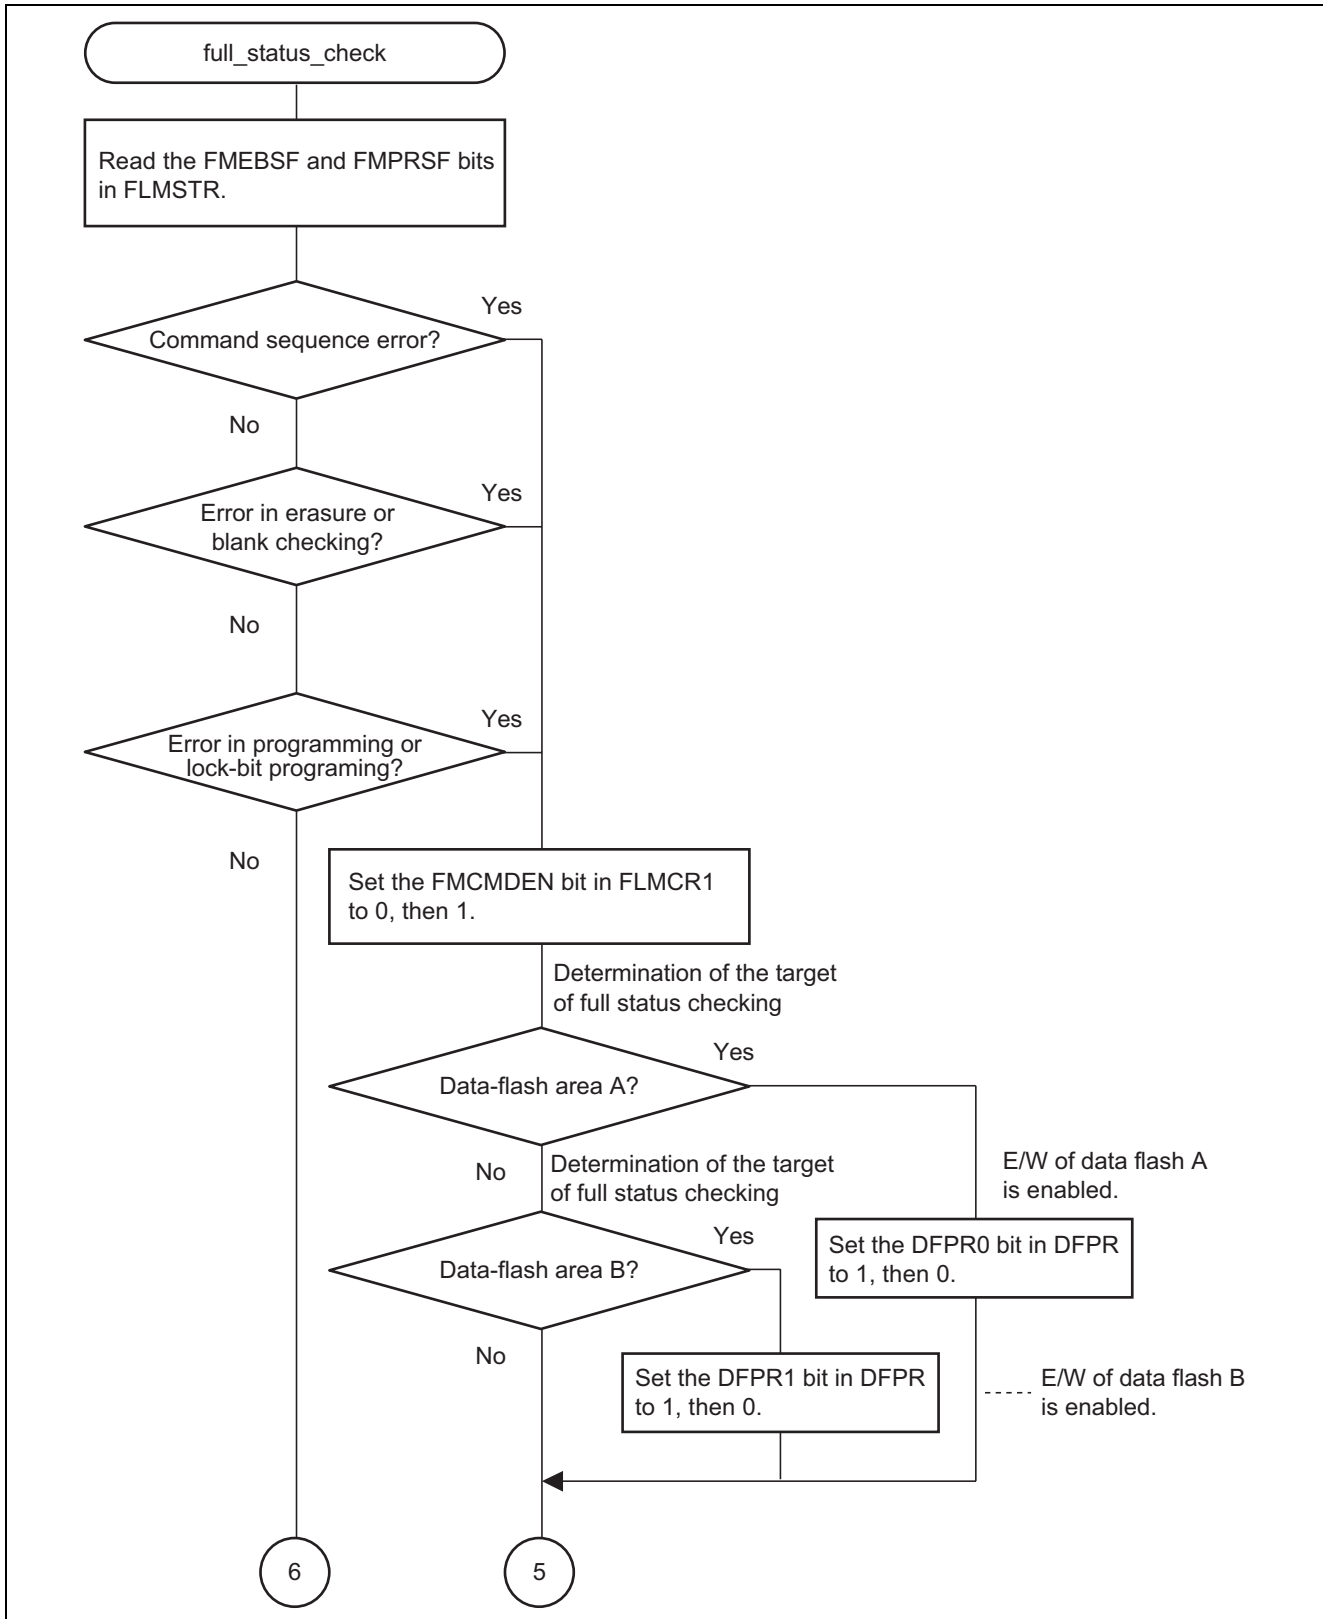 full_status_check
Read the FMEBSF and FMPRSF bits
in FLMSTR.
Yes
Command sequence error?
No
Yes
Error in erasure or
blank checking?
No
Yes
Error in programming or
lock-bit programing?
No
Set the FMCMDEN bit in FLMCR1
to 0, then 1.
Determination of the target
of full status checking
Yes
Data-flash area A?
No
Determination of the target
of full status checking
E/W of data flash A
is enabled.
Yes
Set the DFPR0 bit in DFPR
to 1, then 0.
Data-flash area B?
No
Set the DFPR1 bit in DFPR
to 1, then 0.
E/W of data flash B
is enabled.
6
5